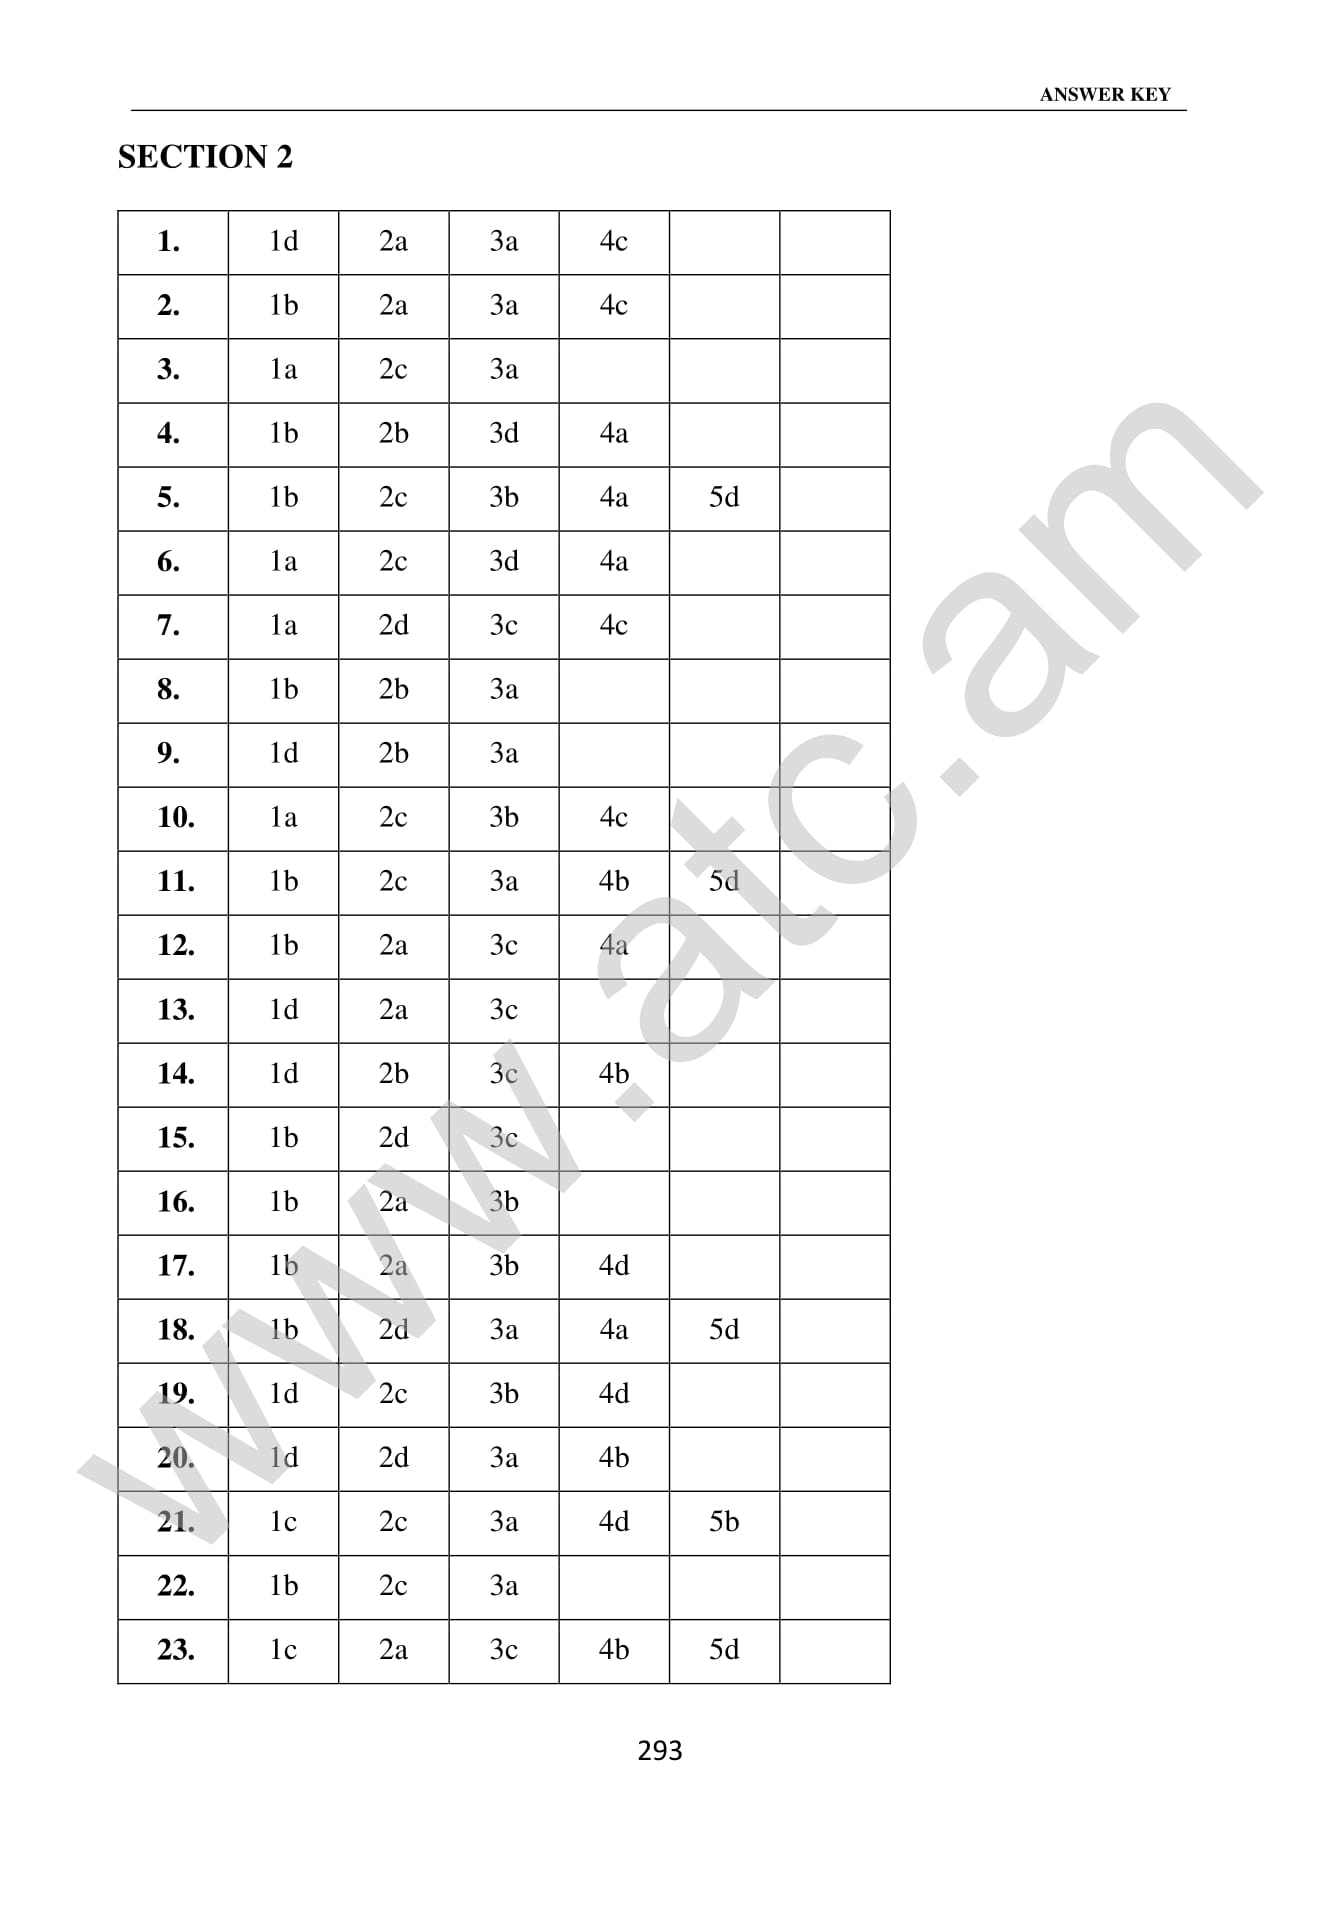 ANSWER KEY
SECTION 2
1. 1d 2a 3a 4c
2. 1b 2a 3a 4c
3. 1a 2c 3a
4. 1b 2b 3d 4a
5. 1b 2c 3b 4a 5d
6. 1a 2c 3d 4a
7. 1a 2d 3c 4c
8. 1b 2b 3a
9. 1d 2b 3a
10. 1a 2c 3b 4c
11. 1b 2c 3a 4b 5d
12. 1b 2a 3c 4a
13. 1d 2a 3c
14. 1d 2b 3c 4b
15. 1b 2d 3c
16. 1b 2a 3b
17. 1b 2a 3b 4d
18. 1b 2d 3a 4a 5d
19. 1d 2c 3b 4d
20. 1d 2d 3a 4b
21. 1c 2c 3a 4d 5b
22. 1b 2c 3a
23. 1c 2a 3c 4b 5d
293
www.atc.am